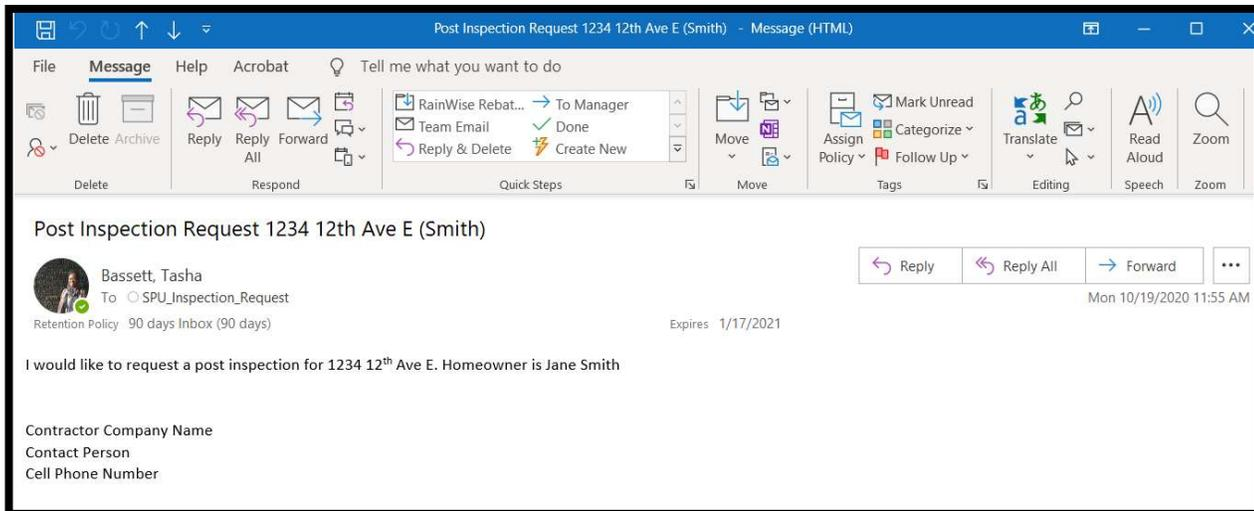 Post Inspection Request 1234 12th Ave E (Smith) - Message (HTML)
File Message Help Acrobat Tell me what you want to do
Delete Archive
Reply Reply All Forward
RainWise Rebat... To Manager
Team Email Done
Reply & Delete Create New
Move
Assign Policy
Mark Unread
Categorize
Follow Up
Translate
Read Aloud
Zoom
Delete Respond Quick Steps Move Tags Editing Speech Zoom
Post Inspection Request 1234 12th Ave E (Smith)
Bassett, Tasha
To SPU_Inspection_Request
Reply Reply All Forward
Mon 10/19/2020 11:55 AM
Retention Policy 90 days Inbox (90 days) Expires 1/17/2021
I would like to request a post inspection for 1234 12th Ave E. Homeowner is Jane Smith
Contractor Company Name
Contact Person
Cell Phone Number